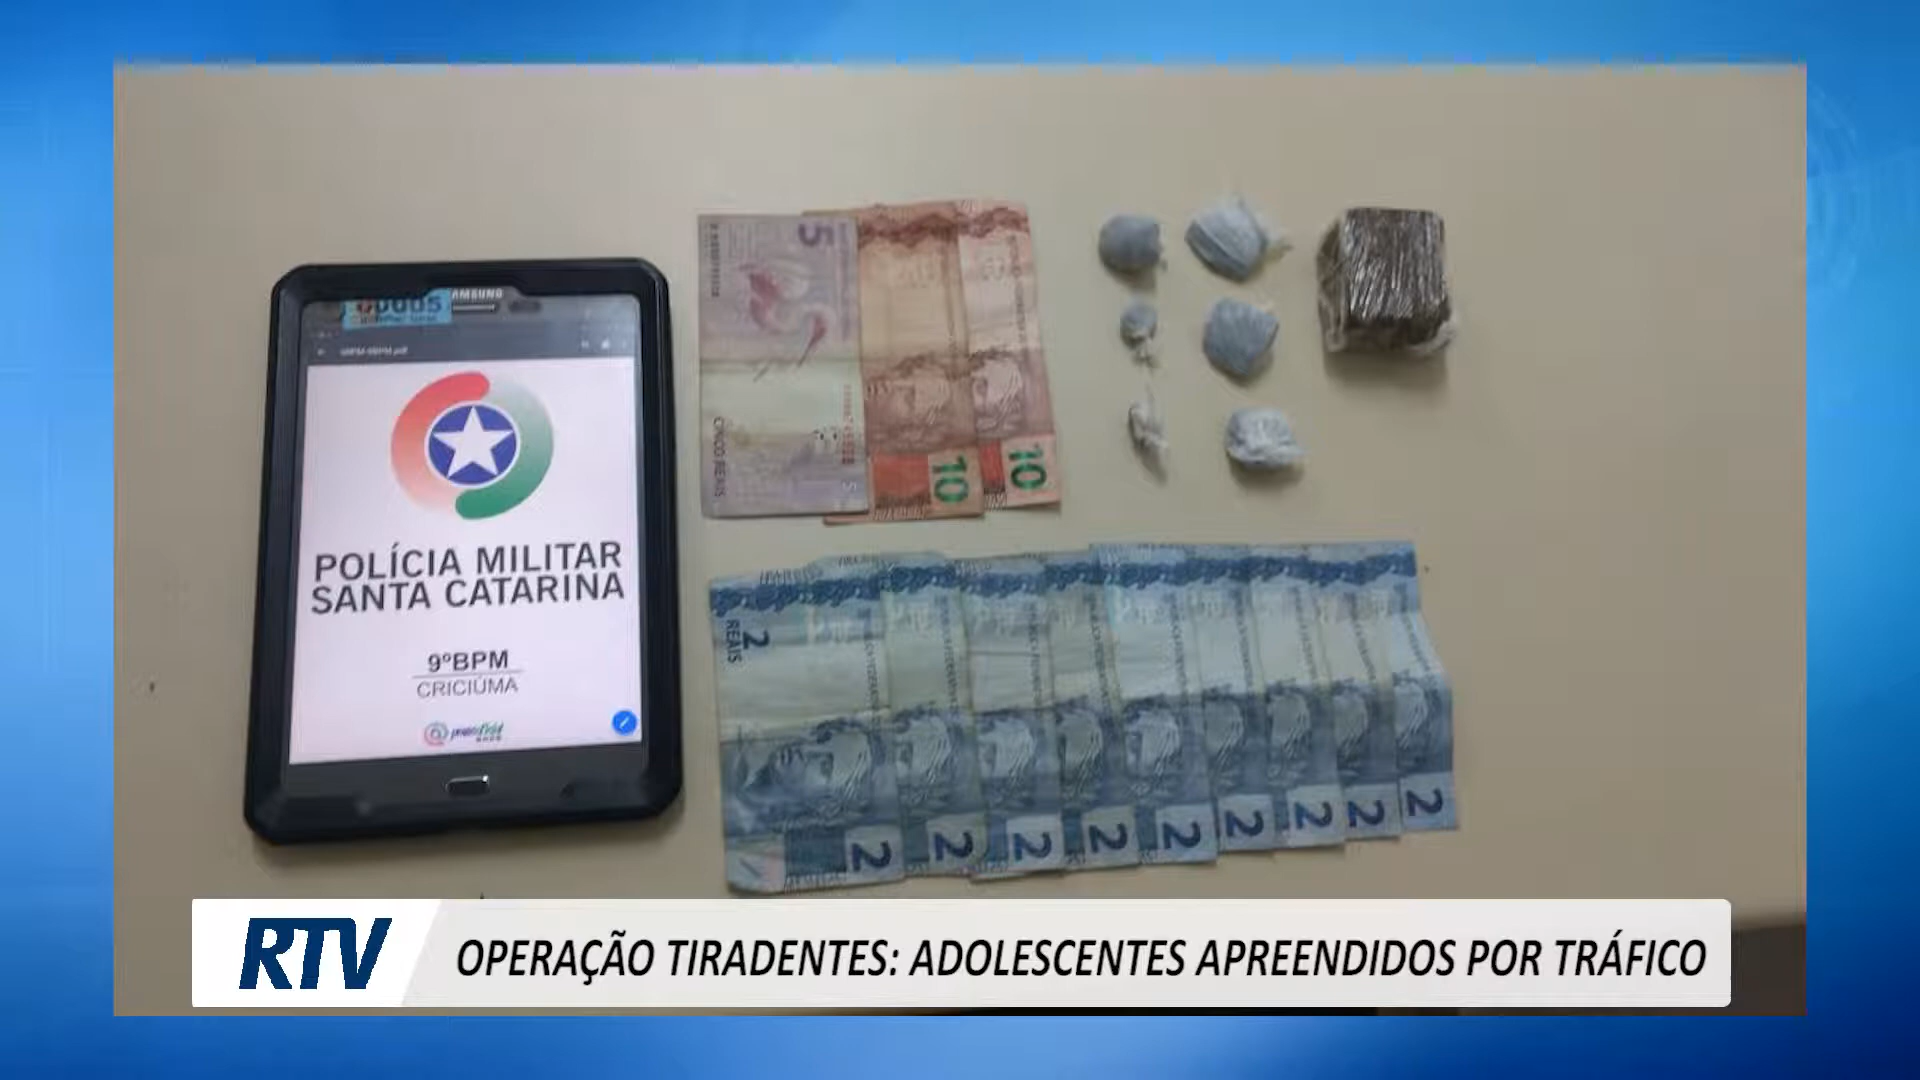 SAMSUNG
POLÍCIA MILITAR
SANTA CATARINA
9ºBPM
CRICIÚMA
5
CINCO REAIS
10
10
2
REAIS
2
2
2
2
2
2
2
2
2
RTV
OPERAÇÃO TIRADENTES: ADOLESCENTES APREENDIDOS POR TRÁFICO